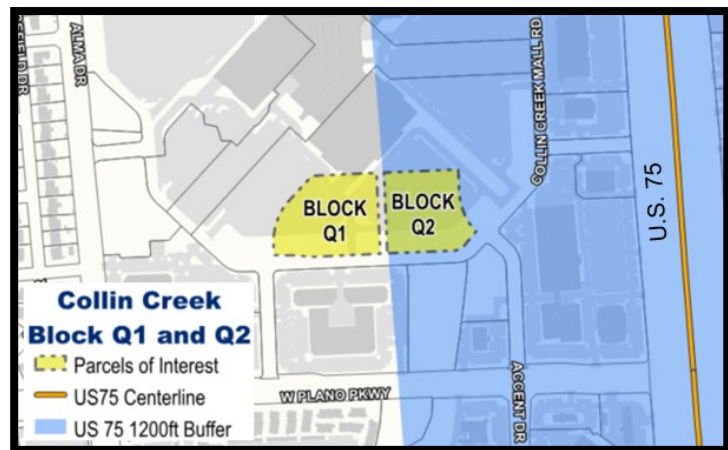 ALMA DR
COLLIN CREEK MALL RD
U.S. 75
BLOCK
Q1
BLOCK
Q2
W PLANO PKWY
ACCENT DR
Collin Creek
Block Q1 and Q2
Parcels of Interest
US75 Centerline
US 75 1200ft Buffer